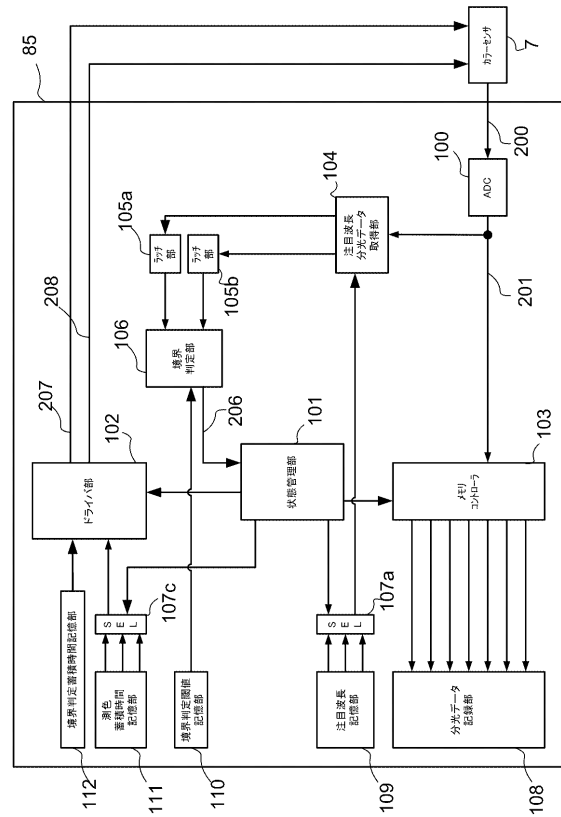 85
カラーセンサ
7
200
100
ADC
201
104
注目波長
分光データ
取得部
105a
ラッチ
部
ラッチ
部
105b
106
境界
判定部
206
207
208
102
ドライバ部
101
状態管理部
103
メモリ
コントローラ
107c
SEL
107a
SEL
境界判定蓄積時間記憶部
112
測色
蓄積時間
記憶部
111
境界判定閾値
記憶部
110
注目波長
記憶部
109
分光データ
記録部
108